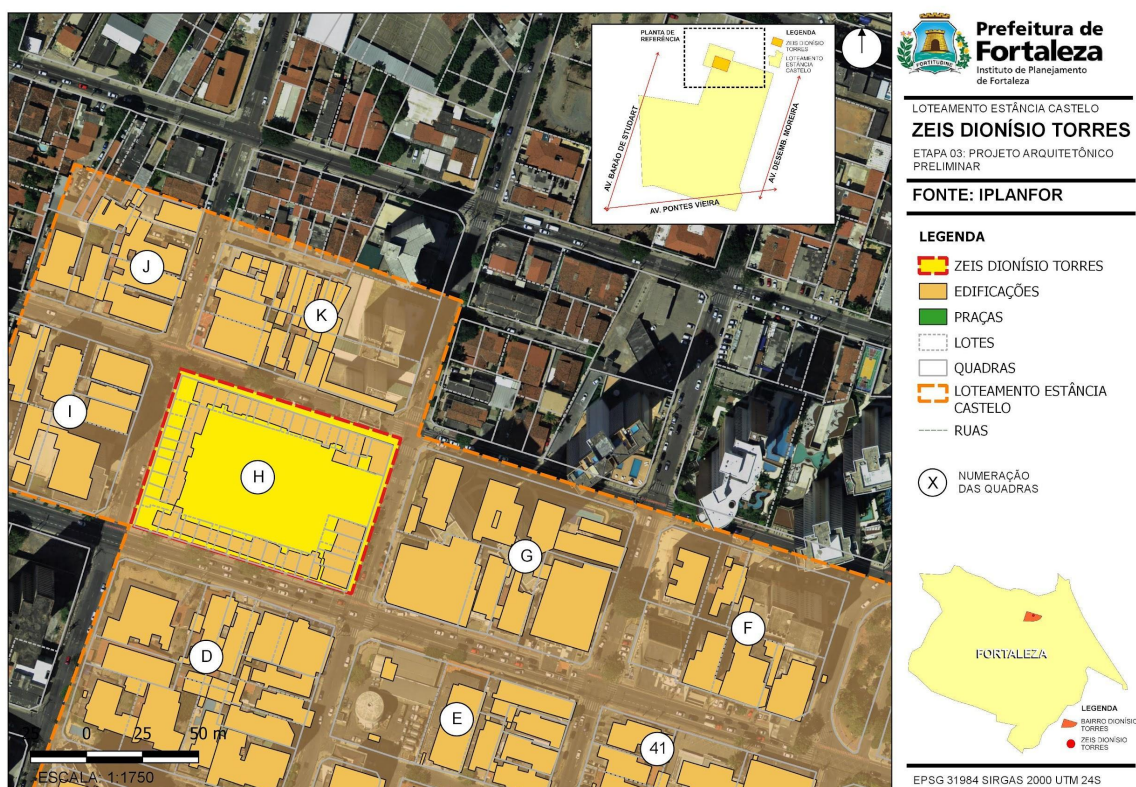 PLANTA DE
REFERÊNCIA
LEGENDA
ZEIS DIONÍSIO
TORRES
LOTEAMENTO
ESTÂNCIA
CASTELO
AV. BARÃO DE STUDART
AV. DESEMB. MOREIRA
AV. PONTES VIEIRA
J
K
I
H
G
F
D
E
41
25 0 25 50 m
ESCALA: 1:1750
FORTITUDINE
Prefeitura de
Fortaleza
Instituto de Planejamento
de Fortaleza
LOTEAMENTO ESTÂNCIA CASTELO
ZEIS DIONÍSIO TORRES
ETAPA 03: PROJETO ARQUITETÔNICO
PRELIMINAR
FONTE: IPLANFOR
LEGENDA
ZEIS DIONÍSIO TORRES
EDIFICAÇÕES
PRAÇAS
LOTES
QUADRAS
LOTEAMENTO ESTÂNCIA
CASTELO
RUAS
X
NUMERAÇÃO
DAS QUADRAS
FORTALEZA
LEGENDA
BAIRRO DIONÍSIO
TORRES
ZEIS DIONÍSIO
TORRES
EPSG 31984 SIRGAS 2000 UTM 24S